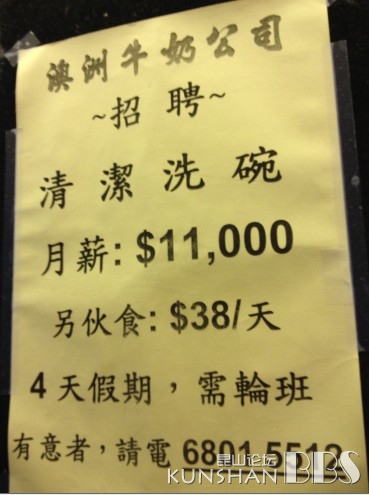 澳洲牛奶公司
~招聘~
清潔洗碗
月薪: $11,000
另伙食: $38/天
4天假期，需輪班
有意者，請電 6801 5512
昆山论坛
KUNSHAN BBS